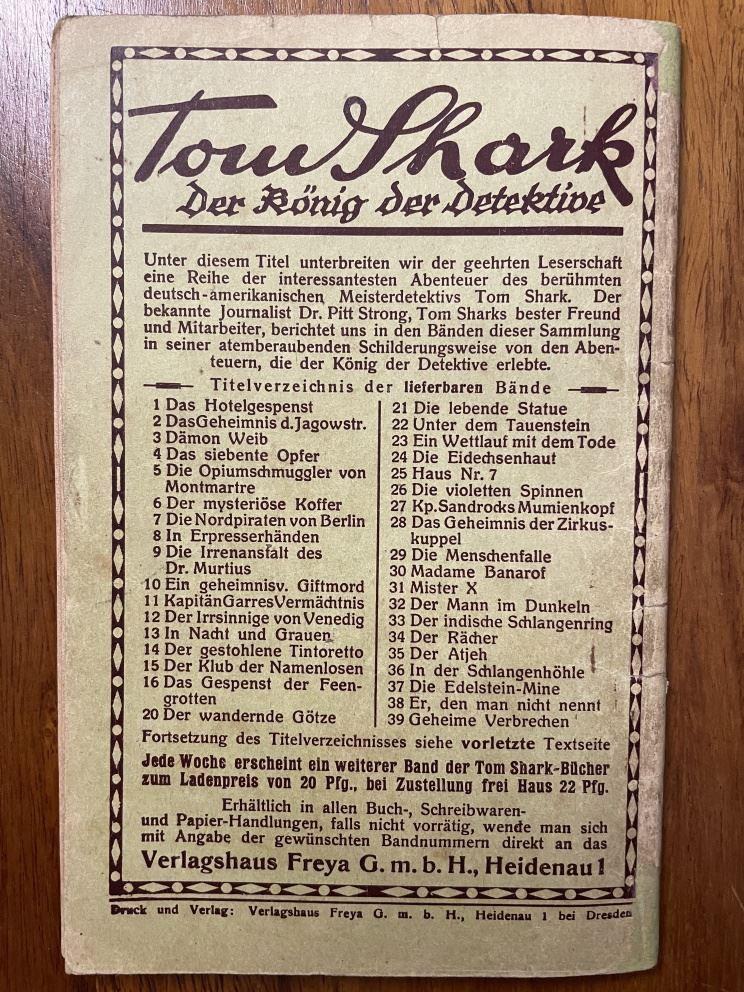 Tom Shark
Der König der Detektive
Unter diesem Titel unterbreiten wir der geehrten Leserschaft
eine Reihe der interessantesten Abenteuer des berühmten
deutsch-amerikanischen Meisterdetektivs Tom Shark. Der
bekannte Journalist Dr. Pitt Strong, Tom Sharks bester Freund
und Mitarbeiter, berichtet uns in den Bänden dieser Sammlung
in seiner atemberaubenden Schilderungsweise von den Aben-
teuern, die der König der Detektive erlebte.
Titelverzeichnis der lieferbaren Bände
1 Das Hotelgespenst
2 Das Geheimnis d. Jagowstr.
3 Dämon Weib
4 Das siebente Opfer
5 Die Opiumschmuggler von
Montmartre
6 Der mysteriöse Koffer
7 Die Nordpiraten von Berlin
8 In Erpresserhänden
9 Die Irrenanstalt des
Dr. Murtius
10 Ein geheimnisv. Giftmord
11 Kapitän Garres Vermächtnis
12 Der Irrsinnige von Venedig
13 In Nacht und Grauen
14 Der gestohlene Tintoretto
15 Der Klub der Namenlosen
16 Das Gespenst der Feen-
grotten
20 Der wandernde Götze
21 Die lebende Statue
22 Unter dem Tauenstein
23 Ein Wettlauf mit dem Tode
24 Die Eidechsenhaut
25 Haus Nr. 7
26 Die violetten Spinnen
27 Kp. Sandrocks Mumienkopf
28 Das Geheimnis der Zirkus-
kuppel
29 Die Menschenfalle
30 Madame Banarof
31 Mister X
32 Der Mann im Dunkeln
33 Der indische Schlangenring
34 Der Rächer
35 Der Atjeh
36 In der Schlangenhöhle
37 Die Edelstein-Mine
38 Er, den man nicht nennt
39 Geheime Verbrechen
Fortsetzung des Titelverzeichnisses siehe vorletzte Textseite
Jede Woche erscheint ein weiterer Band der Tom Shark-Bücher
zum Ladenpreis von 20 Pfg., bei Zustellung frei Haus 22 Pfg.
Erhältlich in allen Buch-, Schreibwaren-
und Papier-Handlungen, falls nicht vorrätig, wende man sich
mit Angabe der gewünschten Bandnummern direkt an das
Verlagshaus Freya G. m. b. H., Heidenau 1
Druck und Verlag: Verlagshaus Freya G. m. b. H., Heidenau 1 bei Dresden